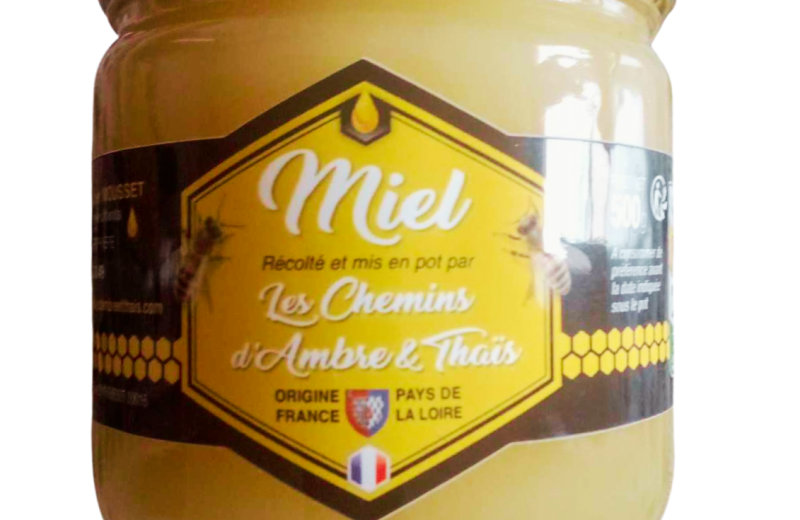 Miel
Récolté et mis en pot par
Les Chemins
d'Ambre & Thaïs
ORIGINE
FRANCE
PAYS DE
LA LOIRE
MOUSSET
500
A consommer de
préférence avant
la date indiquée
sous le pot